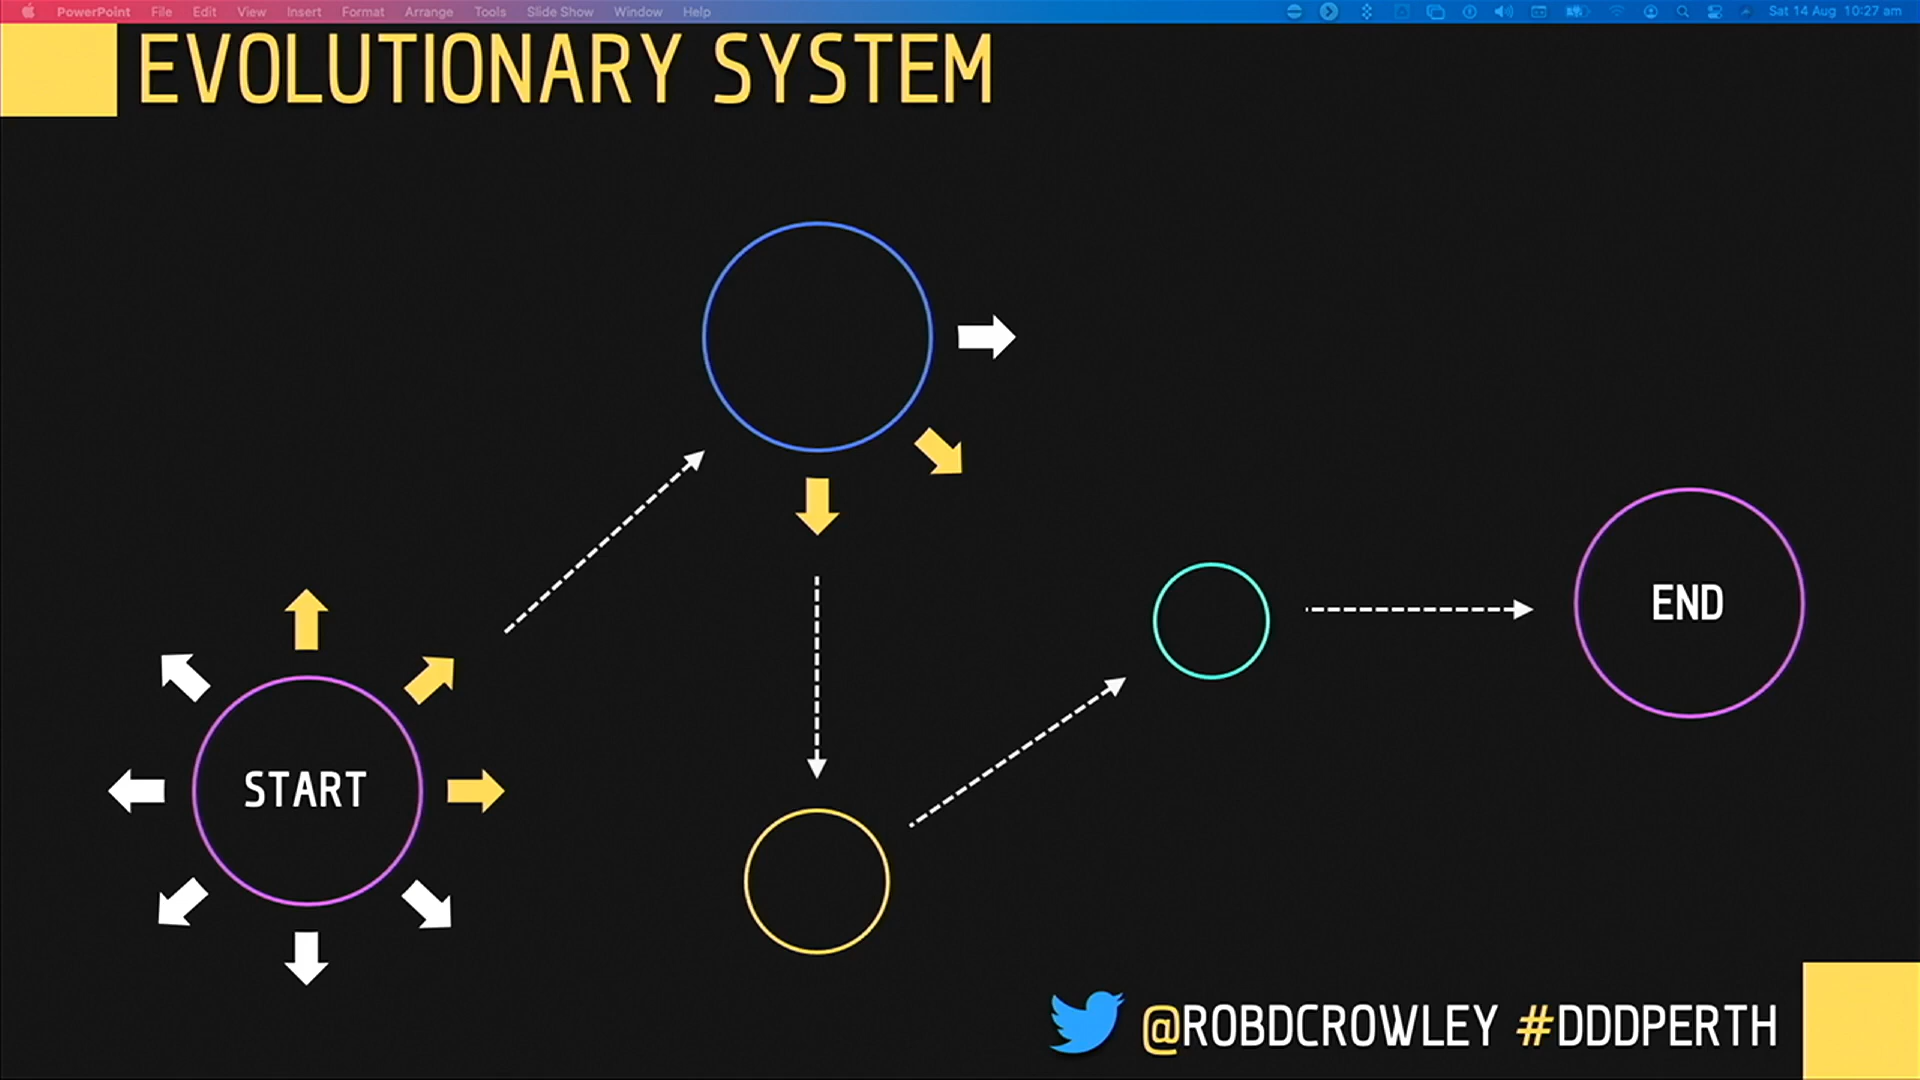 PowerPoint File Edit View Insert Format Arrange Tools Slide Show Window Help Sat 14 Aug 10:27 am
EVOLUTIONARY SYSTEM
END
START
@ROBDCROWLEY #DDDPERTH